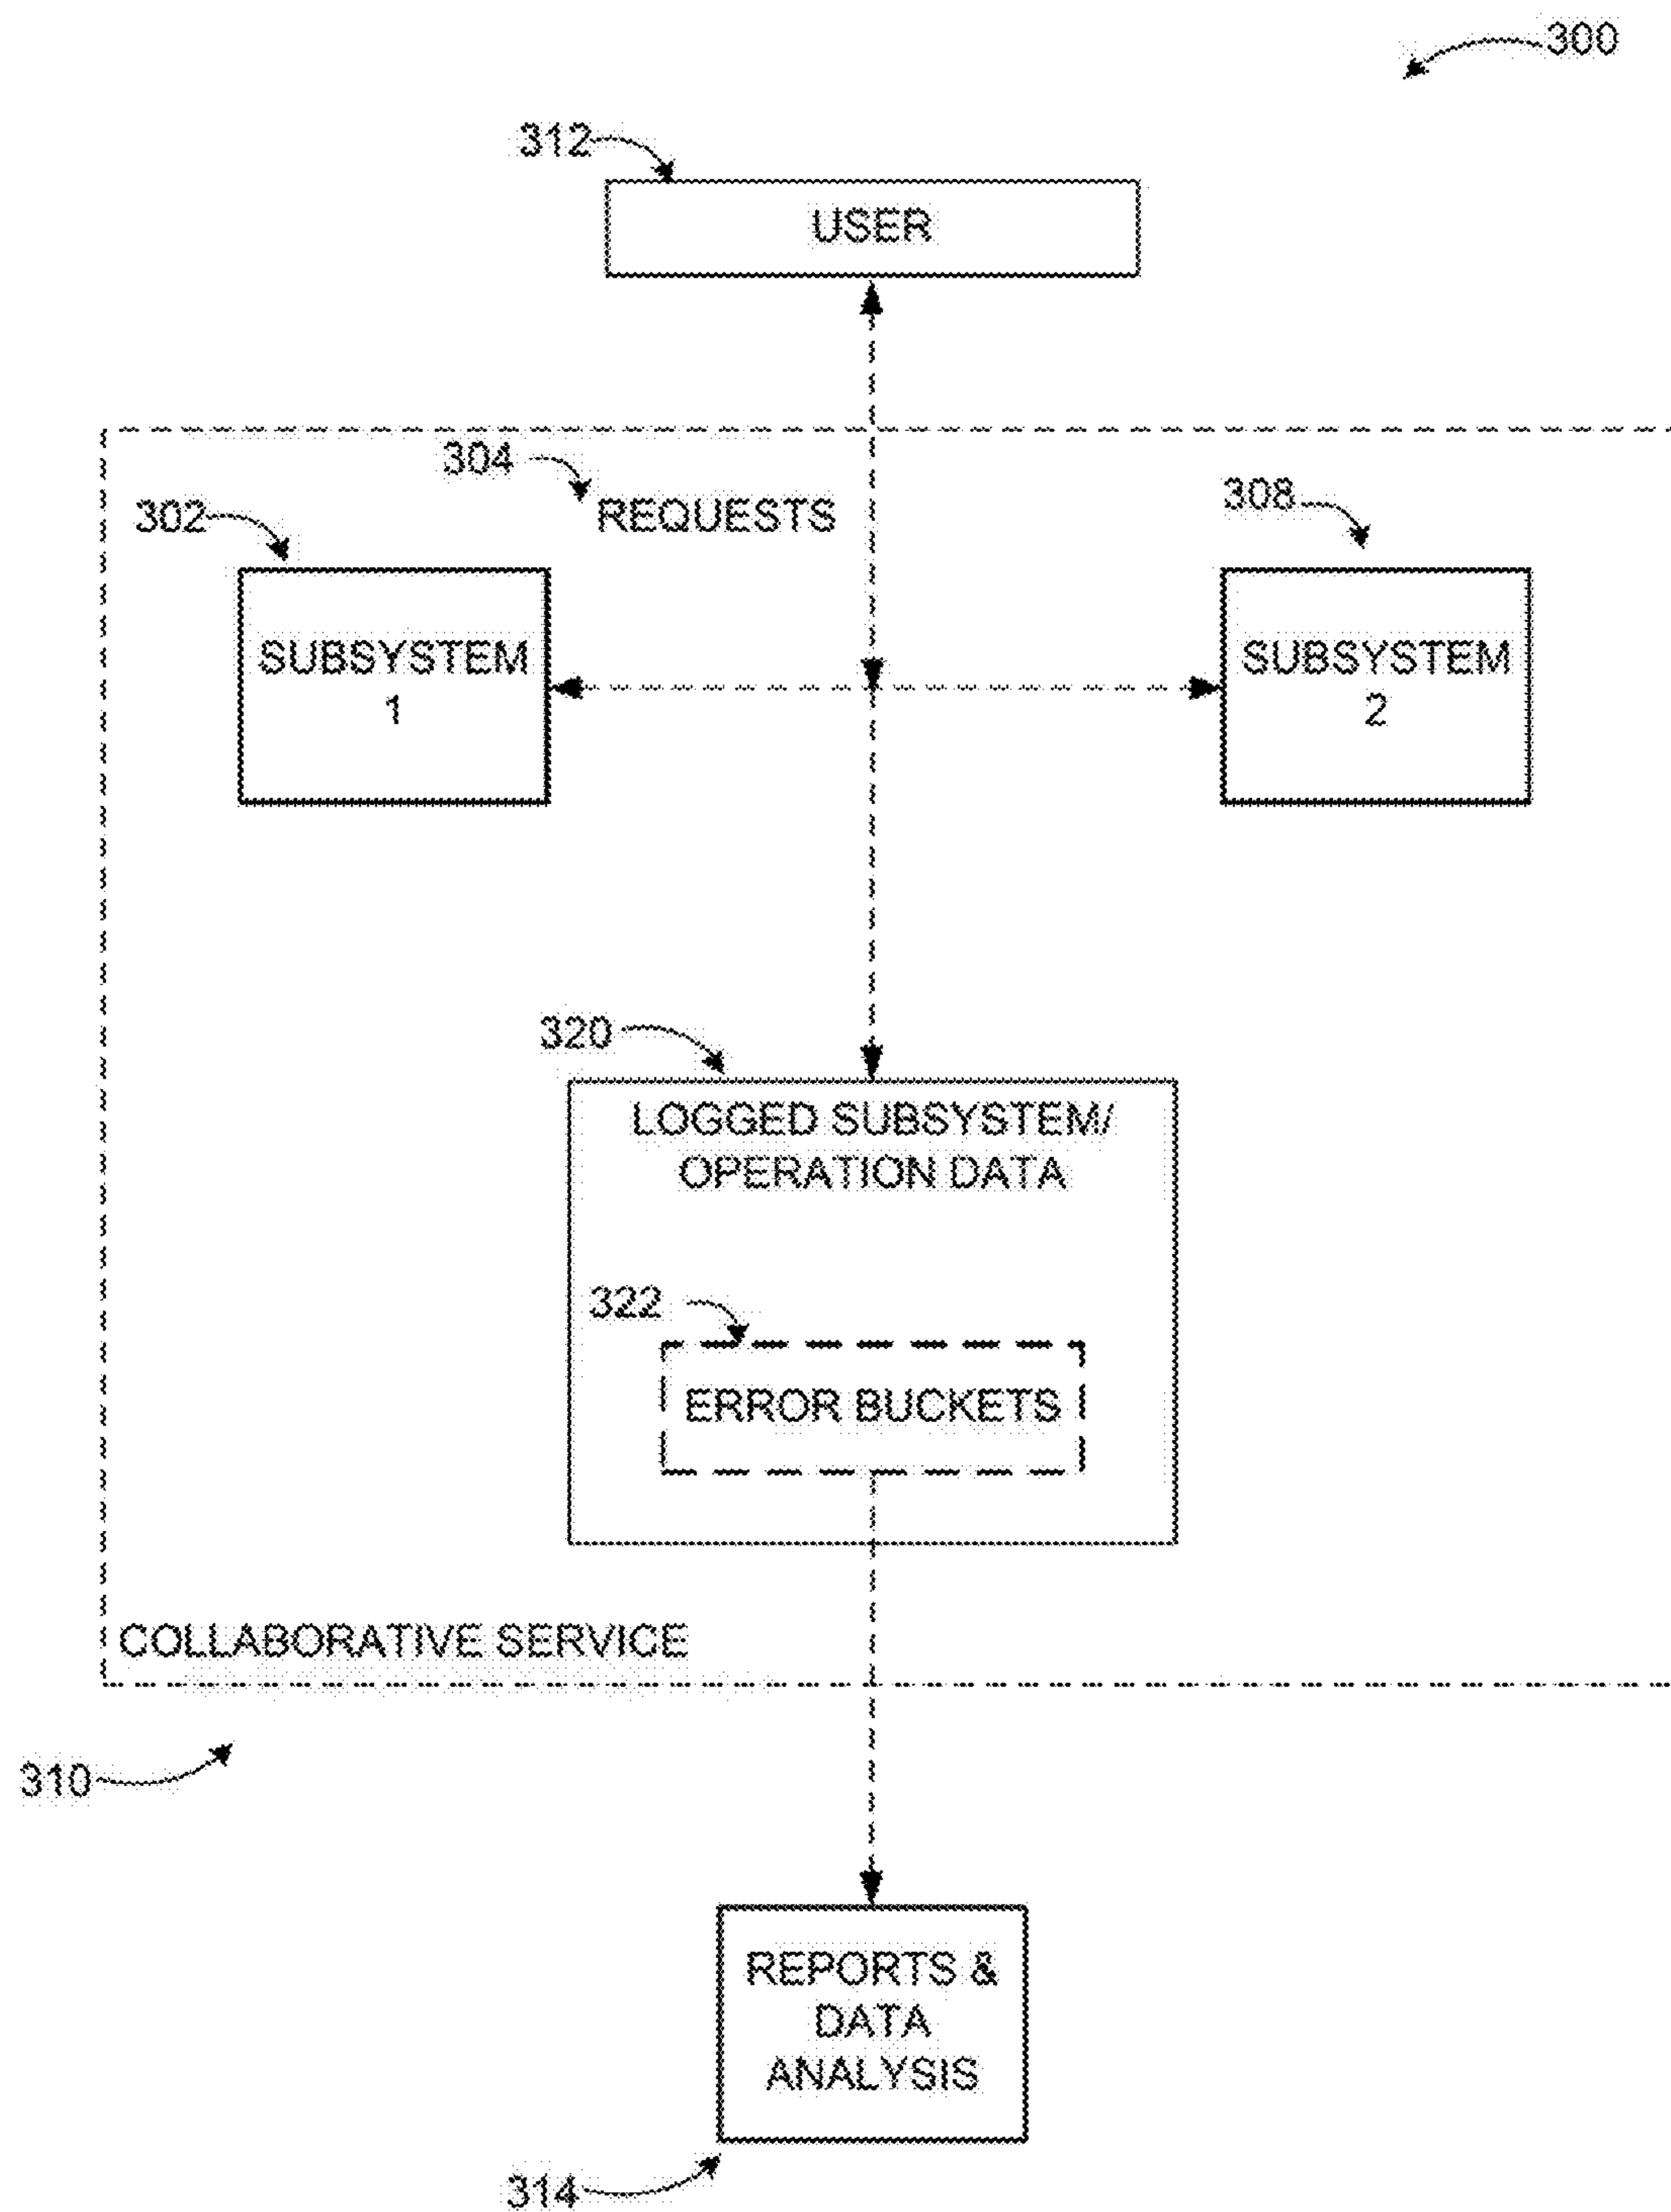 300
312
USER
304
REQUESTS
302
308
SUBSYSTEM
1
SUBSYSTEM
2
320
LOGGED SUBSYSTEM/
OPERATION DATA
322
ERROR BUCKETS
COLLABORATIVE SERVICE
310
REPORTS &
DATA
ANALYSIS
314